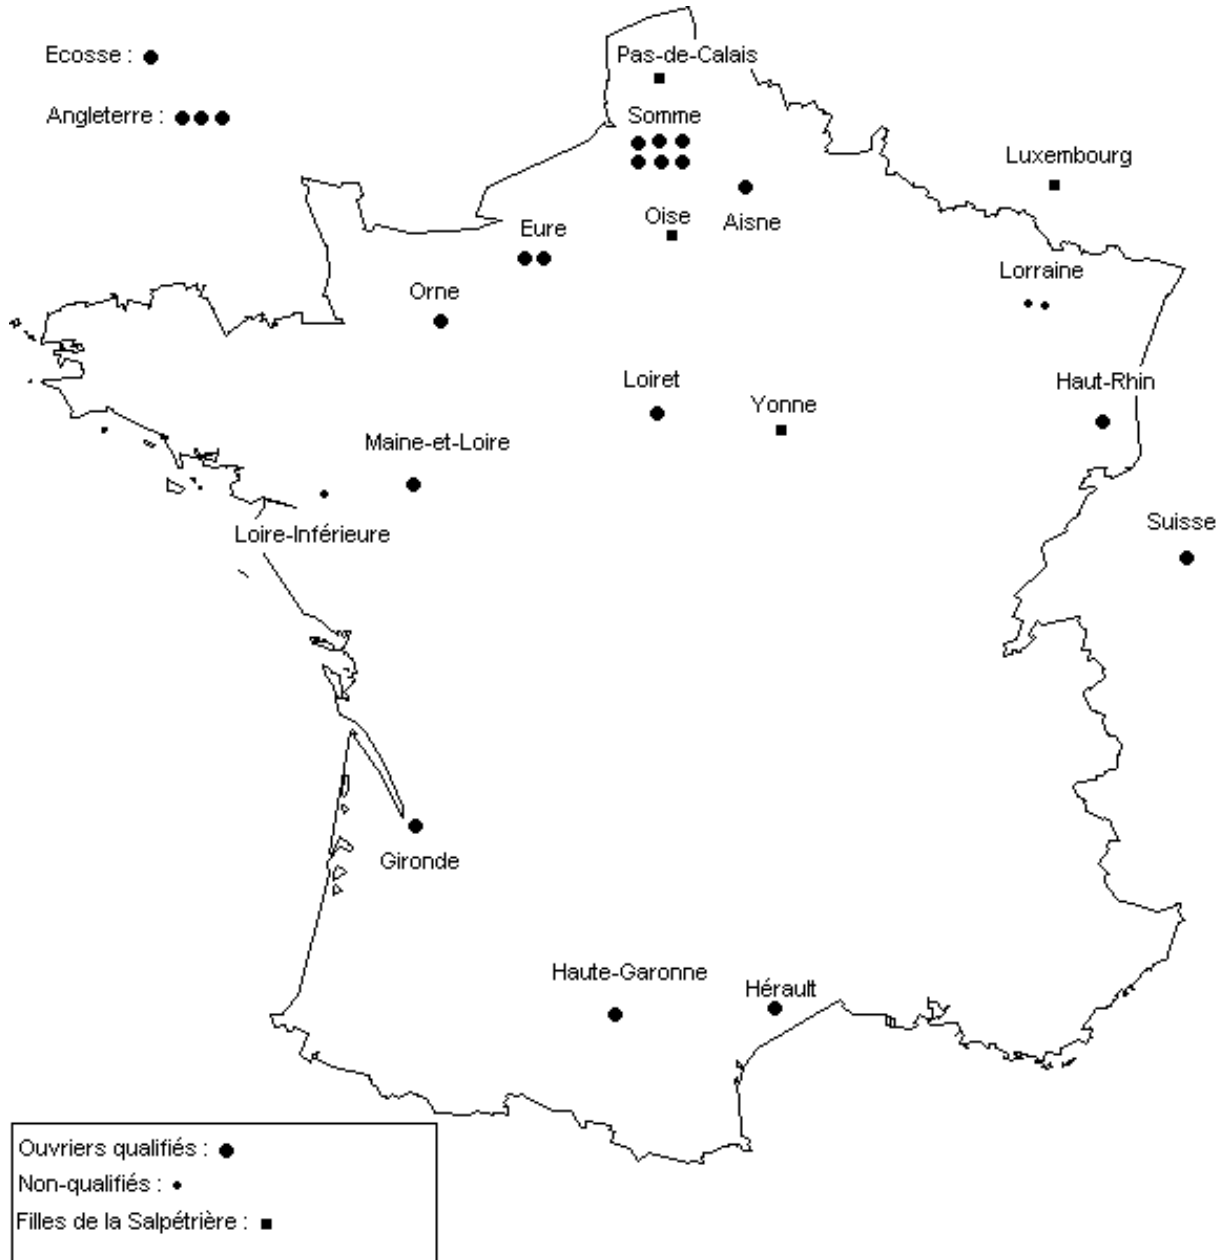 Ecosse :
Pas-de-Calais
Angleterre :
Somme
Luxembourg
Oise
Aisne
Eure
Lorraine
Orne
Loiret
Haut-Rhin
Yonne
Maine-et-Loire
Suisse
Loire-Inférieure
Gironde
Haute-Garonne
Hérault
Ouvriers qualifiés :
Non-qualifiés :
Filles de la Salpétrière :